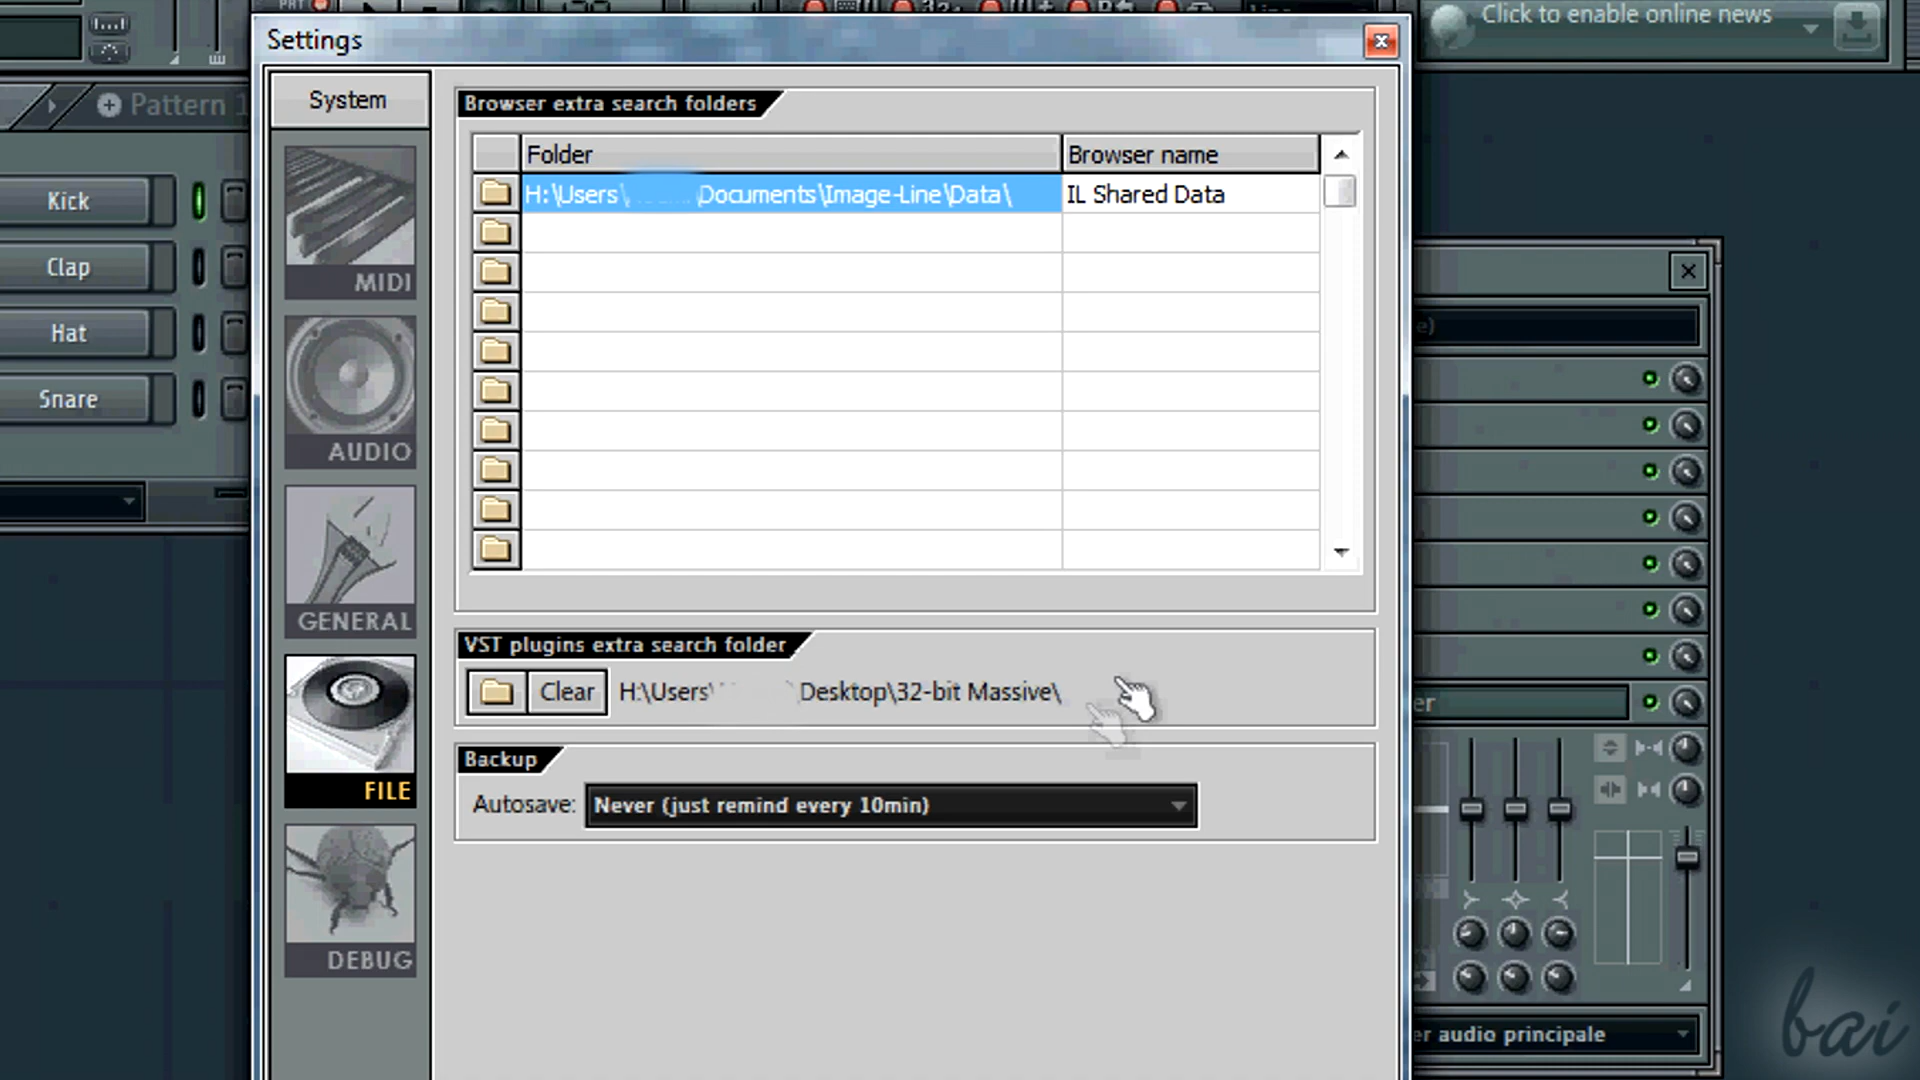 Click to enable online news
Settings
System
Pattern 1
Browser extra search folders
Folder
Browser name
H:\Users\ \Documents\Image-Line\Data\
IL Shared Data
Kick
Clap
Hat
Snare
MIDI
AUDIO
GENERAL
FILE
DEBUG
VST plugins extra search folder
Clear
H:\Users\ Desktop\32-bit Massive\
Backup
Autosave:
Never (just remind every 10min)
e)
er
er audio principale
bai